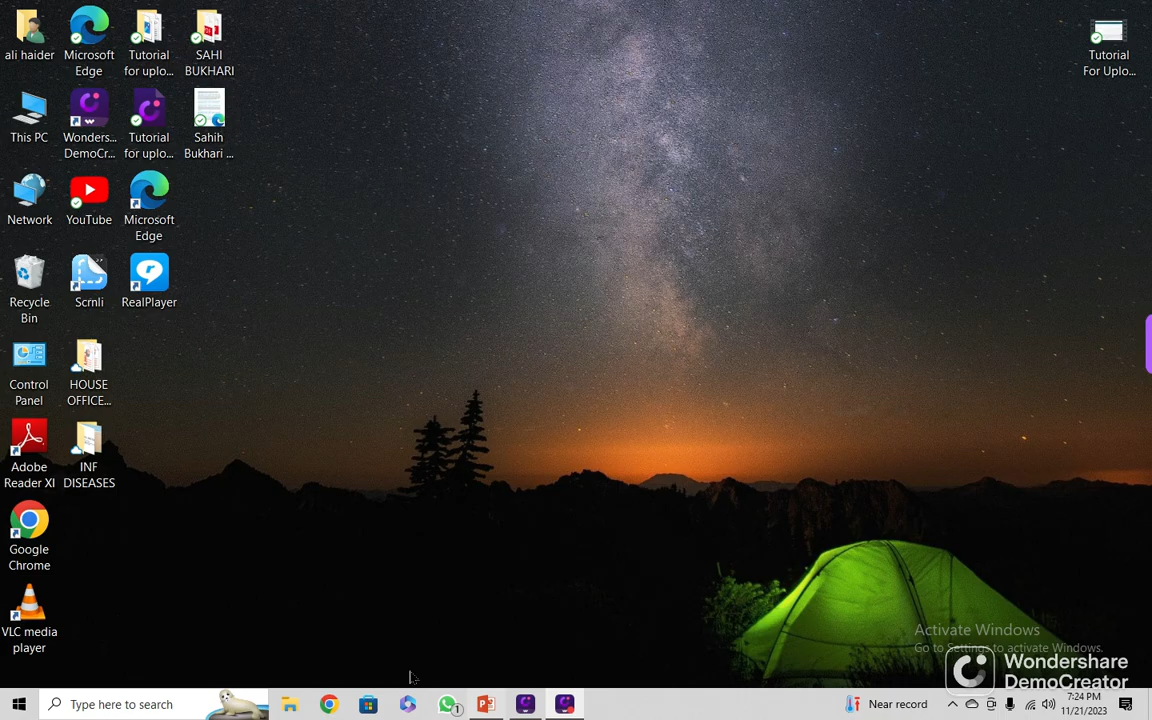 ali haider
Microsoft
Edge
Tutorial
for uplo...
SAHI
BUKHARI
Tutorial
For Uplo...
This PC
Wonders...
DemoCr...
Tutorial
for uplo...
Sahih
Bukhari ...
Network
YouTube
Microsoft
Edge
Recycle
Bin
Scrnli
RealPlayer
Control
Panel
HOUSE
OFFICE...
Adobe
Reader XI
INF
DISEASES
Google
Chrome
VLC media
player
Activate Windows
Go to Settings to activate Windows.
Wondershare
DemoCreator
Type here to search
1
Near record
7:24 PM
11/21/2023